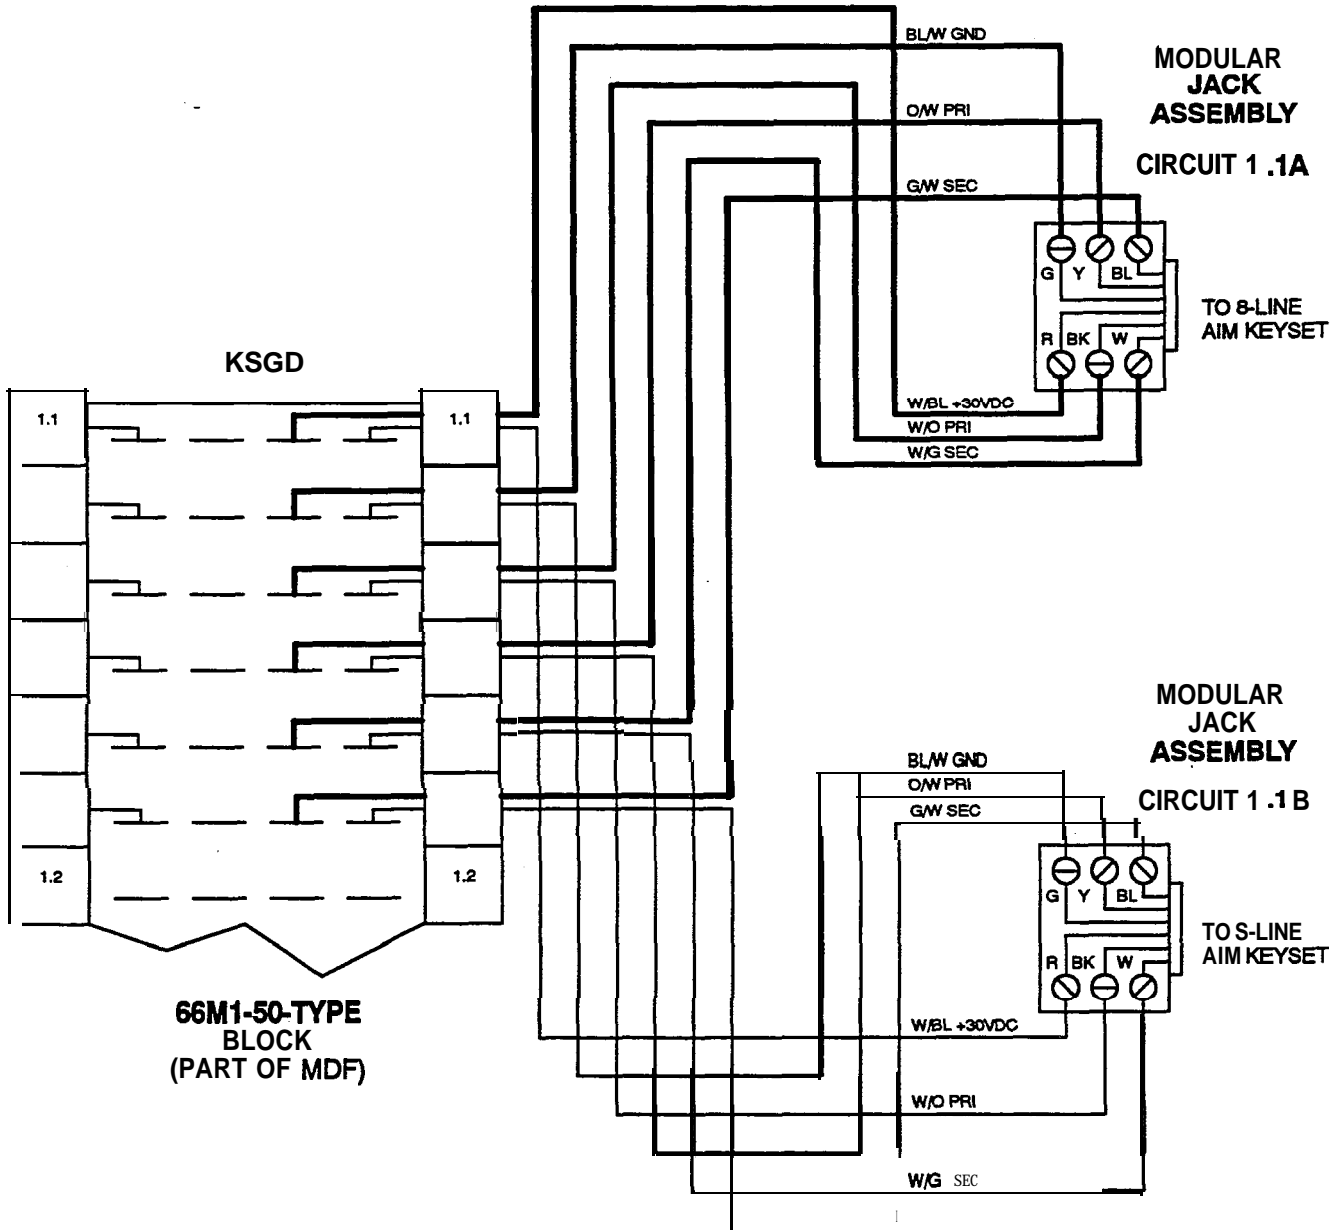 BL/W GND
MODULAR
JACK
ASSEMBLY
O/W PRI
CIRCUIT 1 .1A
G/W SEC
G Y BL
TO 8-LINE
AIM KEYSET
R BK W
KSGD
W/BL +30VDC
1.1
1.1
W/O PRI
W/G SEC
MODULAR
JACK
ASSEMBLY
BL/W GND
O/W PRI
CIRCUIT 1 .1B
G/W SEC
1.2
1.2
G Y BL
TO S-LINE
AIM KEYSET
R BK W
66M1-50-TYPE
BLOCK
(PART OF MDF)
W/BL +30VDC
W/O PRI
W/G SEC